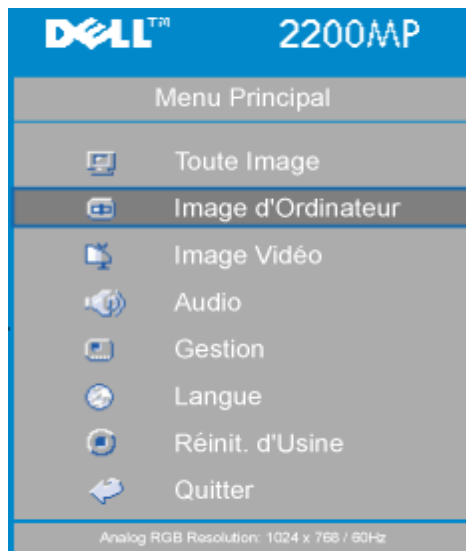 DELL™ 2200MP
Menu Principal
Toute Image
Image d'Ordinateur
Image Vidéo
Audio
Gestion
Langue
Réinit. d'Usine
Quitter
Analog RGB Resolution: 1024 x 768 / 60Hz